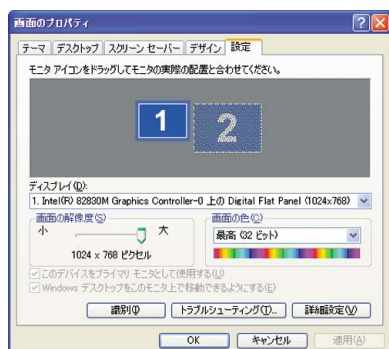 画面のプロパティ
テーマ デスクトップ スクリーン セーバー デザイン 設定
モニタ アイコンをドラッグしてモニタの実際の配置と合わせてください。
1 2
ディスプレイ(D):
1. Intel(R) 82830M Graphics Controller-0 上の Digital Flat Panel (1024x768)
画面の解像度(S) 画面の色(C)
小 大 最高 (32 ビット)
1024 x 768 ピクセル
このデバイスをプライマリ モニタとして使用する(U)
Windows デスクトップをこのモニタ上で移動できるようにする(E)
識別(I) トラブルシューティング(T)... 詳細設定(V)
OK キャンセル 適用(A)